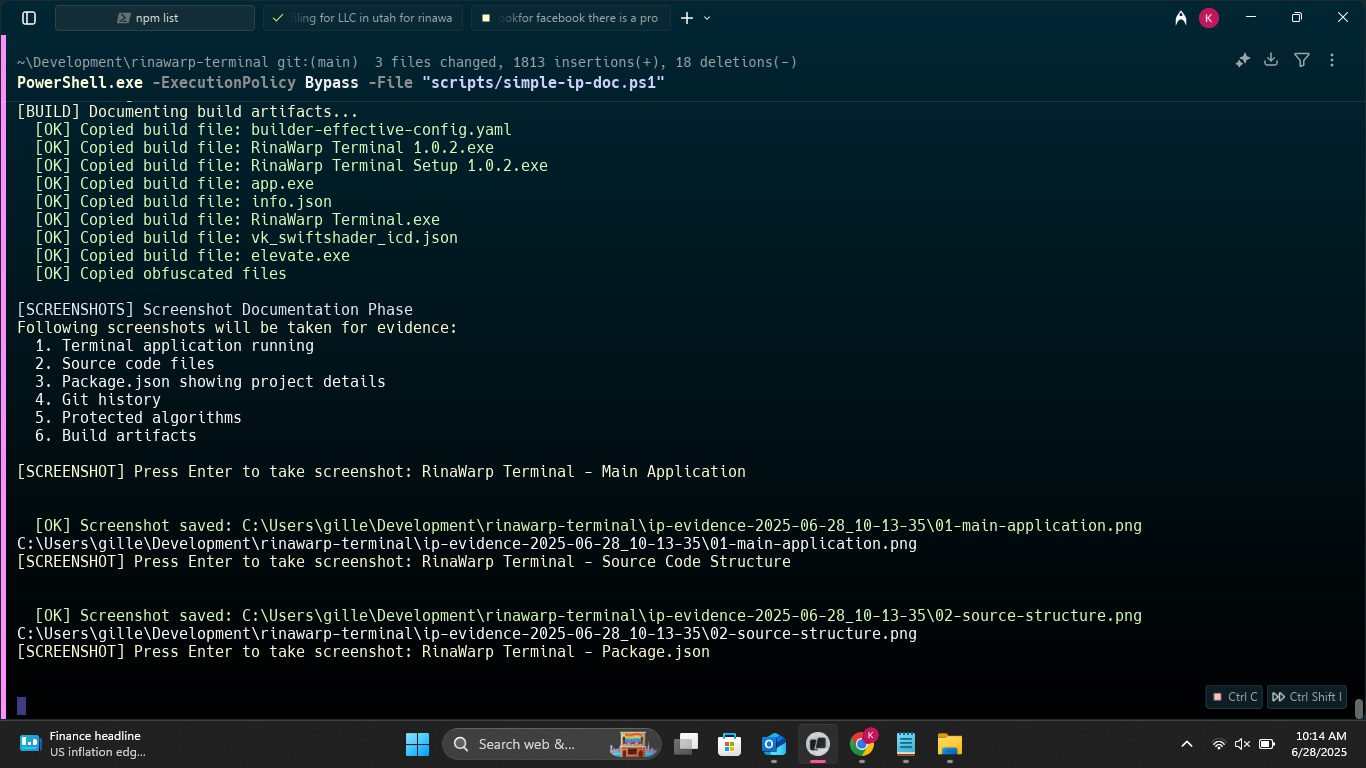 npm list
iling for LLC in utah for rinawa
ookfor facebook there is a pro
K
~\Development\rinawarp-terminal git:(main)  3 files changed, 1813 insertions(+), 18 deletions(-)
PowerShell.exe -ExecutionPolicy Bypass -File "scripts/simple-ip-doc.ps1"
[BUILD] Documenting build artifacts...
[OK] Copied build file: builder-effective-config.yaml
[OK] Copied build file: RinaWarp Terminal 1.0.2.exe
[OK] Copied build file: RinaWarp Terminal Setup 1.0.2.exe
[OK] Copied build file: app.exe
[OK] Copied build file: info.json
[OK] Copied build file: RinaWarp Terminal.exe
[OK] Copied build file: vk_swiftshader_icd.json
[OK] Copied build file: elevate.exe
[OK] Copied obfuscated files
[SCREENSHOTS] Screenshot Documentation Phase
Following screenshots will be taken for evidence:
1. Terminal application running
2. Source code files
3. Package.json showing project details
4. Git history
5. Protected algorithms
6. Build artifacts
[SCREENSHOT] Press Enter to take screenshot: RinaWarp Terminal - Main Application
[OK] Screenshot saved: C:\Users\gille\Development\rinawarp-terminal\ip-evidence-2025-06-28_10-13-35\01-main-application.png
C:\Users\gille\Development\rinawarp-terminal\ip-evidence-2025-06-28_10-13-35\01-main-application.png
[SCREENSHOT] Press Enter to take screenshot: RinaWarp Terminal - Source Code Structure
[OK] Screenshot saved: C:\Users\gille\Development\rinawarp-terminal\ip-evidence-2025-06-28_10-13-35\02-source-structure.png
C:\Users\gille\Development\rinawarp-terminal\ip-evidence-2025-06-28_10-13-35\02-source-structure.png
[SCREENSHOT] Press Enter to take screenshot: RinaWarp Terminal - Package.json
Ctrl C
Ctrl Shift I
Finance headline
US inflation edg...
Search web &...
K
10:14 AM
6/28/2025